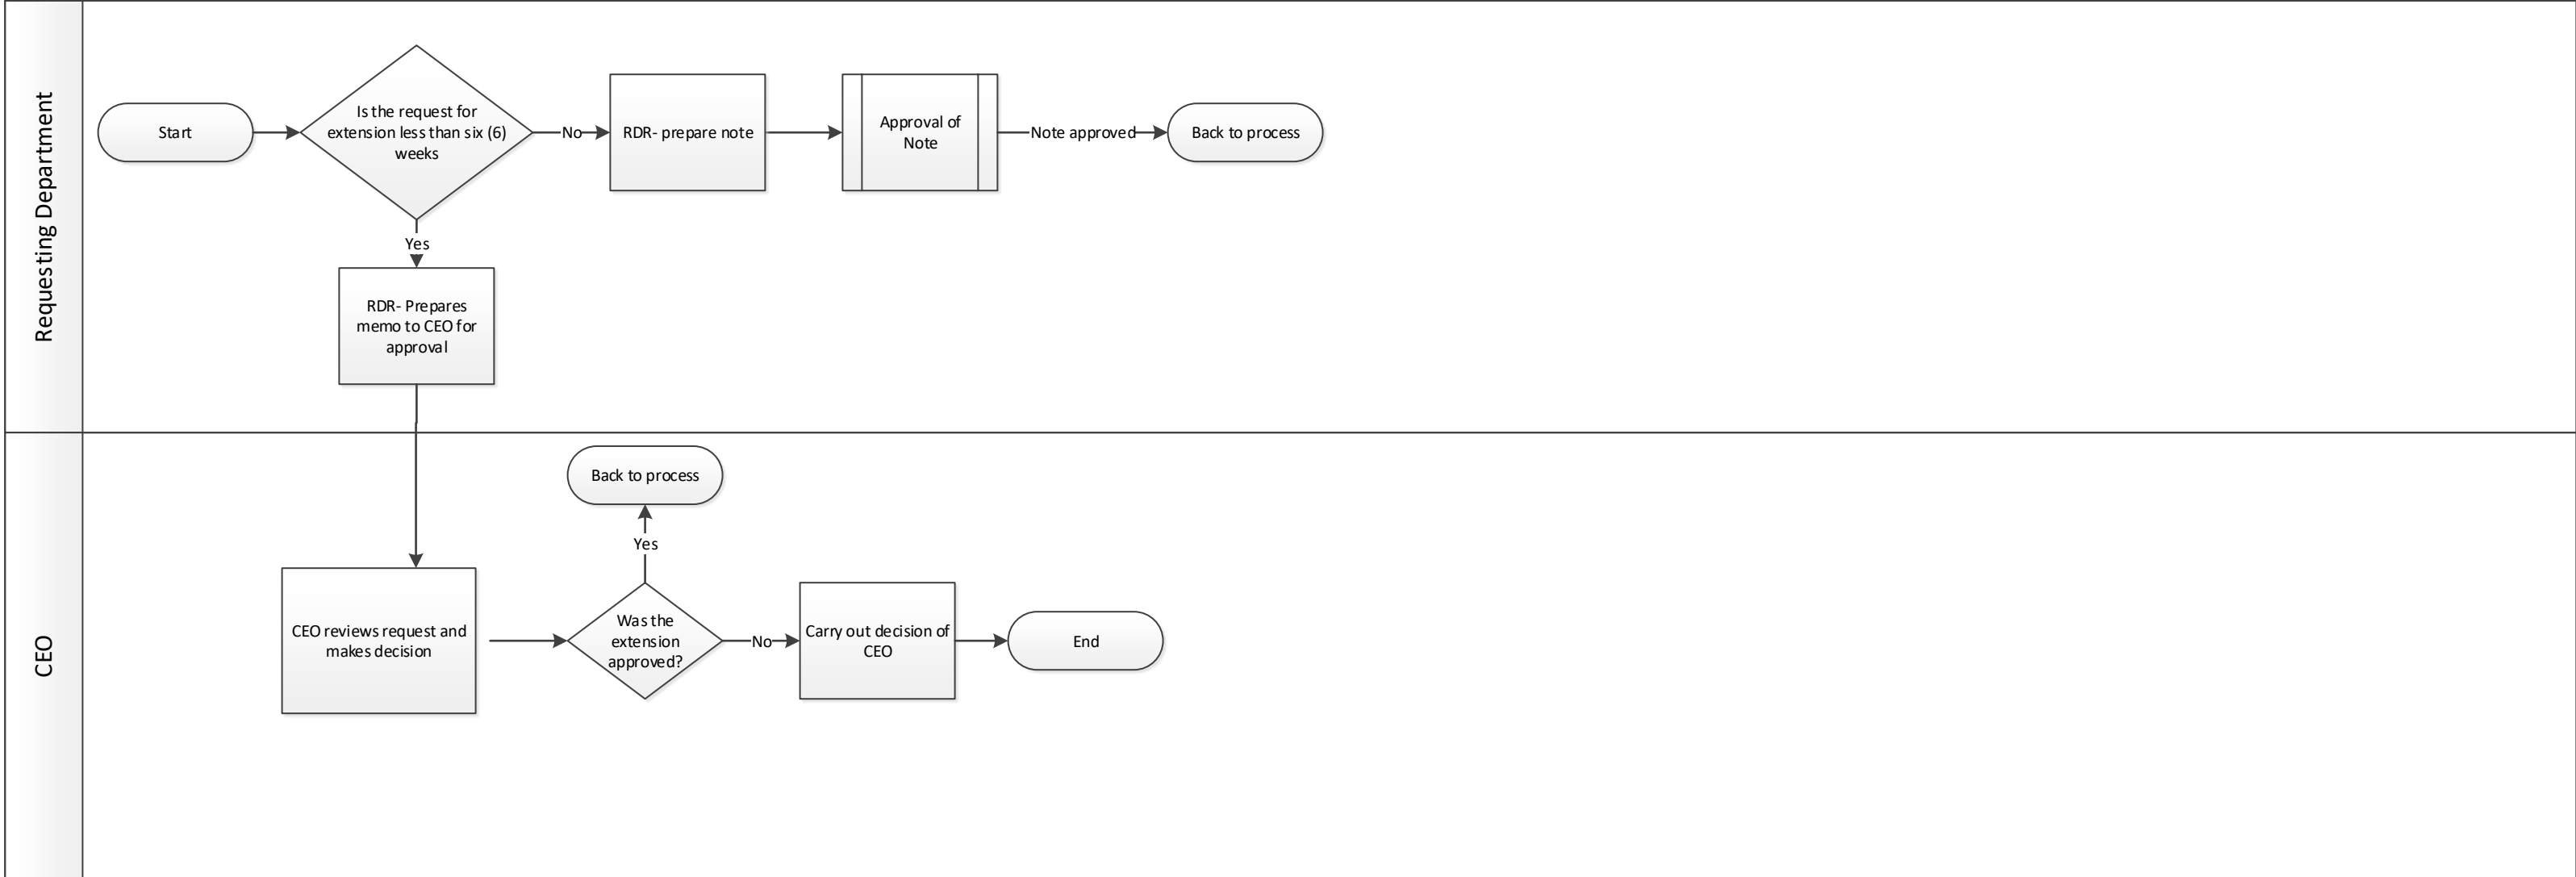 Requesting Department
Start
Is the request for
extension less than six (6)
weeks
No
RDR- prepare note
Approval of
Note
Note approved
Back to process
Yes
RDR- Prepares
memo to CEO for
approval
CEO
Back to process
Yes
CEO reviews request and
makes decision
Was the
extension
approved?
No
Carry out decision of
CEO
End